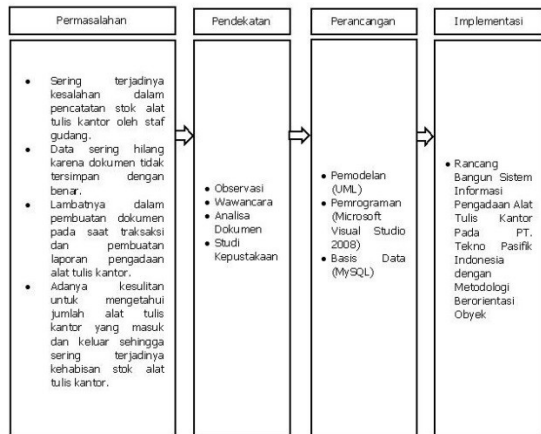 Permasalahan
Sering terjadinya
kesalahan dalam
pencatatan stok alat
tulis kantor oleh staf
gudang.
Data sering hilang
karena dokumen tidak
tersimpan dengan
benar.
Lambatnya dalam
pembuatan dokumen
pada saat traksaksi
dan pembuatan
laporan pengadaan
alat tulis kantor.
Adanya kesulitan
untuk mengetahui
jumlah alat tulis
kantor yang masuk
dan keluar sehingga
sering terjadinya
kehabisan stok alat
tulis kantor.
Pendekatan
Observasi
Wawancara
Analisa
Dokumen
Studi
Kepustakaan
Perancangan
Pemodelan
(UML)
Pemrograman
(Microsoft
Visual Studio
2008)
Basis Data
(MySQL)
Implementasi
Rancang
Bangun Sistem
Informasi
Pengadaan Alat
Tulis Kantor
Pada PT.
Tekno Pasifik
Indonesia
dengan
Metodologi
Berorientasi
Obyek